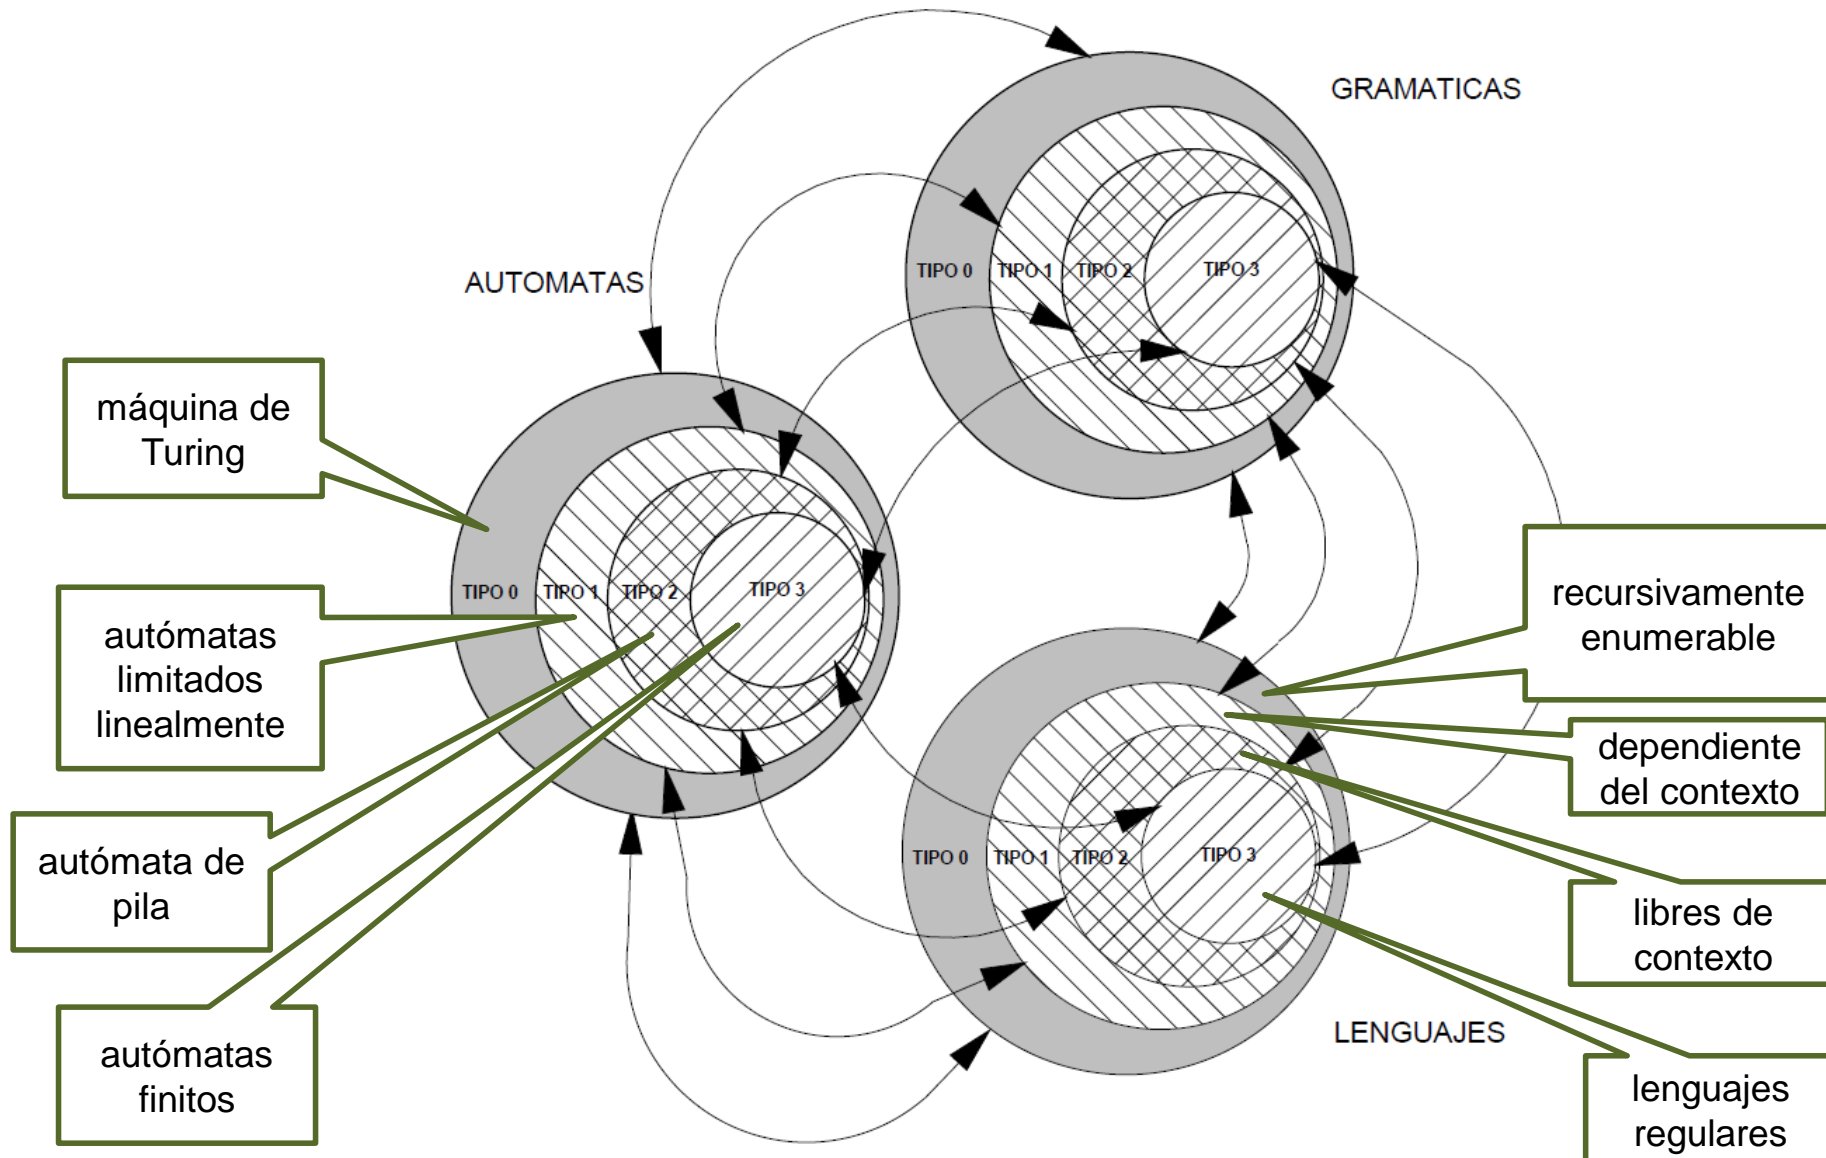 GRAMATICAS
TIPO 0
TIPO 1
TIPO 2
TIPO 3
AUTOMATAS
máquina de
Turing
TIPO 0
TIPO 1
TIPO 2
TIPO 3
autómatas
limitados
linealmente
autómata de
pila
autómatas
finitos
recursivamente
enumerable
dependiente
del contexto
TIPO 0
TIPO 1
TIPO 2
TIPO 3
libres de
contexto
LENGUAJES
lenguajes
regulares